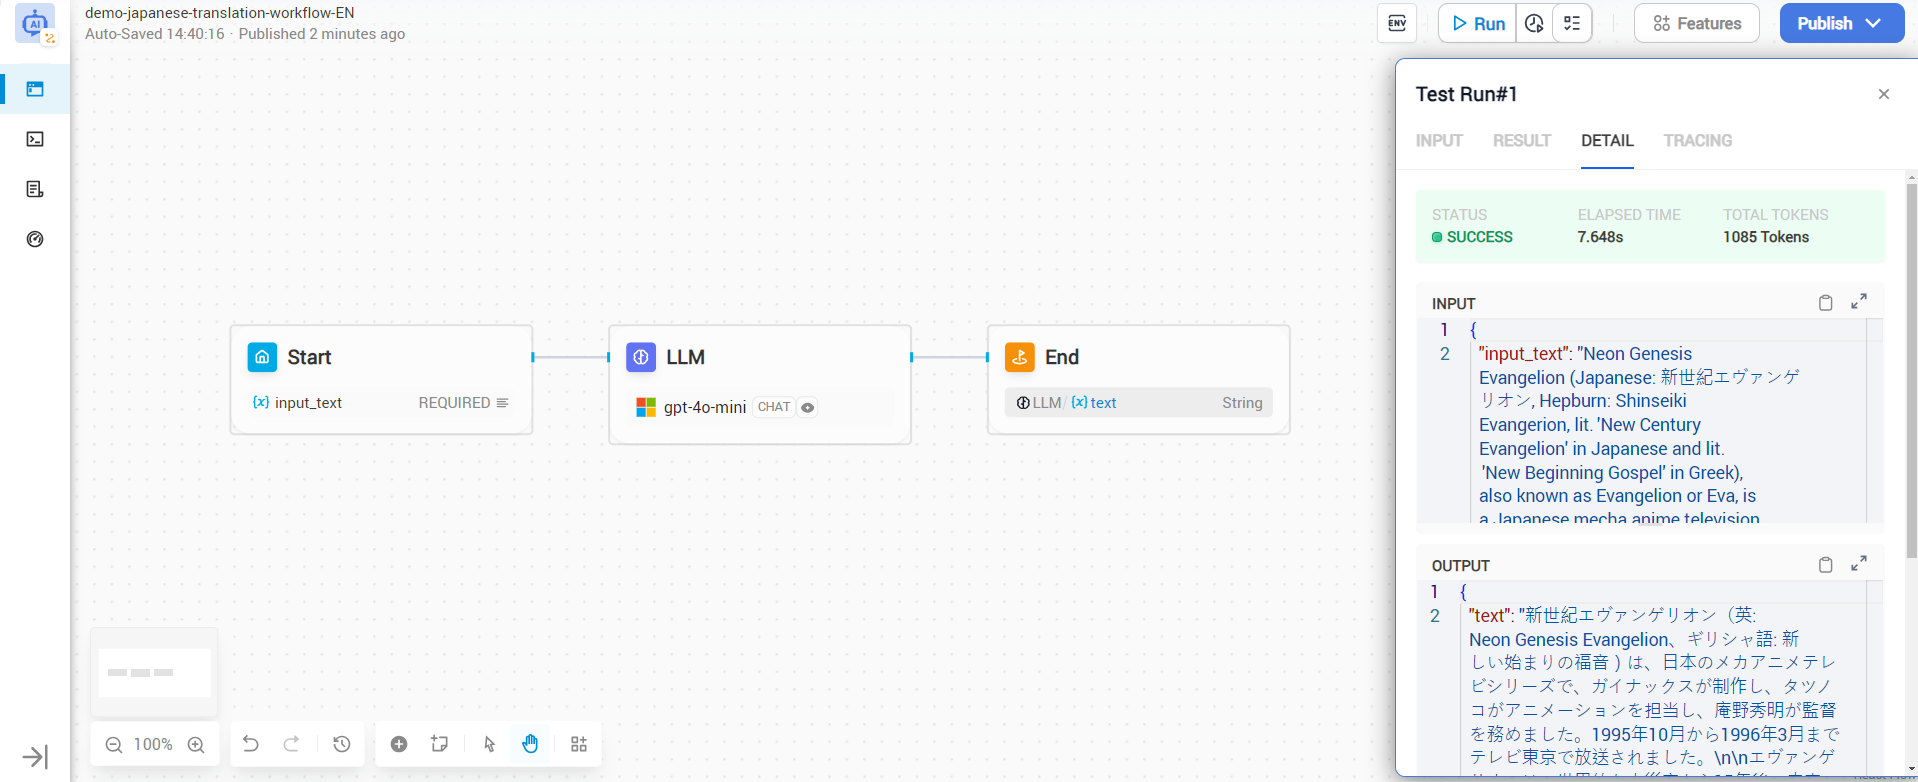 demo-japanese-translation-workflow-EN
Auto-Saved 14:40:16 · Published 2 minutes ago
ENV
Run
Features
Publish
Test Run#1
INPUT RESULT DETAIL TRACING
STATUS ELAPSED TIME TOTAL TOKENS
SUCCESS 7.648s 1085 Tokens
INPUT
1 {
2 "input_text": "Neon Genesis
Evangelion (Japanese: 新世紀エヴァンゲ
リオン, Hepburn: Shinseiki
Evangerion, lit. 'New Century
Evangelion' in Japanese and lit.
'New Beginning Gospel' in Greek),
also known as Evangelion or Eva, is
a Japanese mecha anime television
OUTPUT
1 {
2 "text": "新世紀エヴァンゲリオン（英:
Neon Genesis Evangelion、ギリシャ語: 新
しい始まりの福音）は、日本のメカアニメテレ
ビシリーズで、ガイナックスが制作し、タツノ
コがアニメーションを担当し、庵野秀明が監督
を務めました。1995年10月から1996年3月まで
テレビ東京で放送されました。\n\nエヴァンゲ
Start
{x} input_text REQUIRED
LLM
gpt-4o-mini CHAT
End
LLM/{x} text String
100%
AI